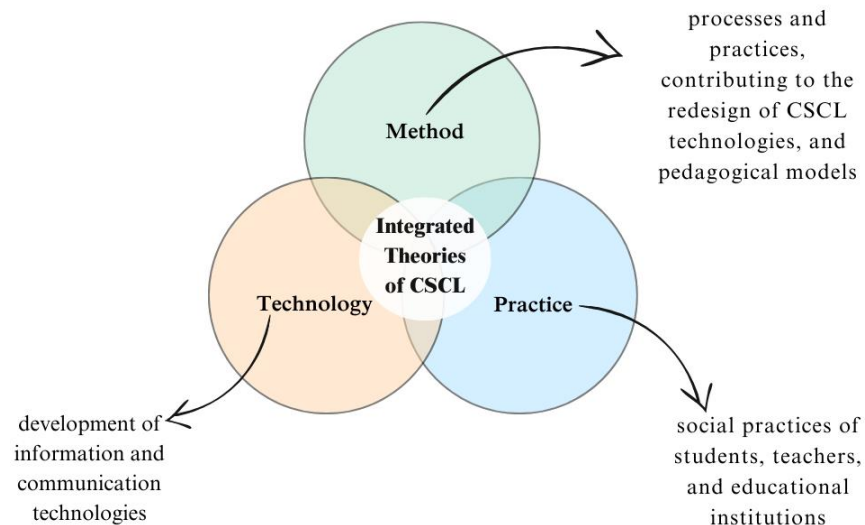 processes and
practices,
contributing to the
redesign of CSCL
technologies, and
pedagogical models
Method
Integrated
Theories
of CSCL
Technology
Practice
development of
information and
communication
technologies
social practices of
students, teachers,
and educational
institutions